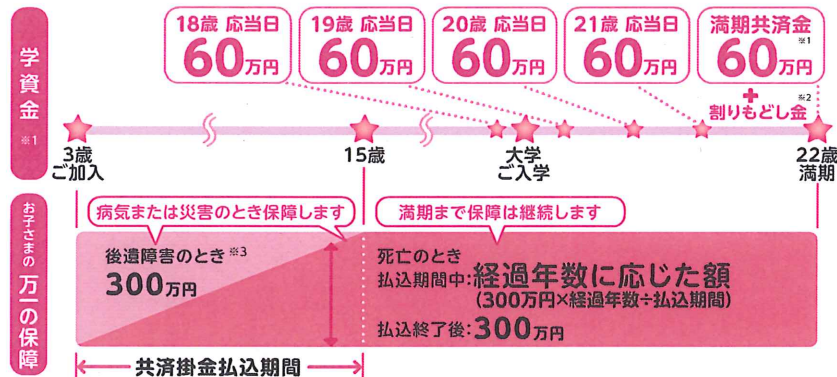 学資金
※1
18歳 応当日
60万円
19歳 応当日
60万円
20歳 応当日
60万円
21歳 応当日
60万円
満期共済金
※1
60万円
+
※2
割りもどし金
3歳
ご加入
15歳
大学
ご入学
22歳
満期
お子さまの
万一の保障
病気または災害のとき保障します
満期まで保障は継続します
後遺障害のとき※3
300万円
死亡のとき
払込期間中:経過年数に応じた額
(300万円×経過年数÷払込期間)
払込終了後:300万円
共済掛金払込期間